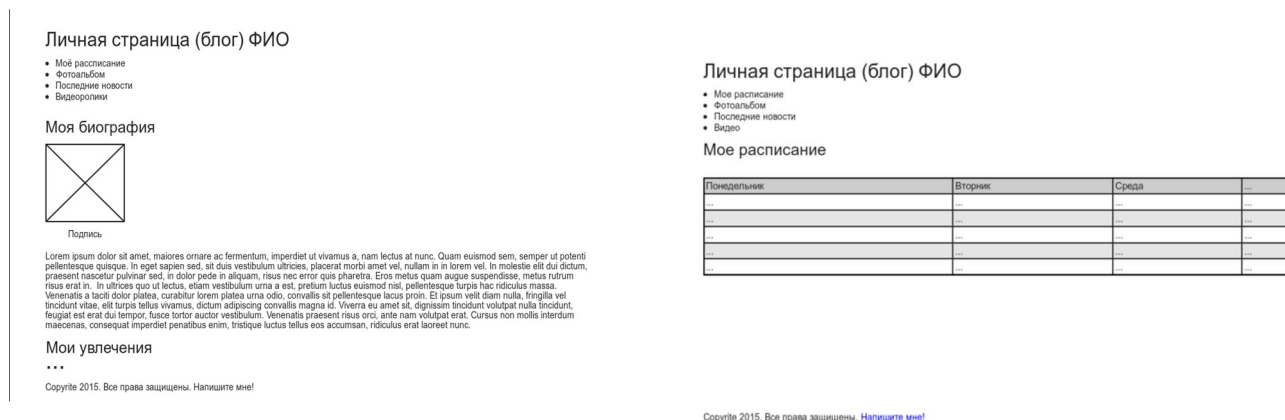 Личная страница (блог) ФИО
Моё рассписание
Фотоальбом
Последние новости
Видеоролики
Моя биография
Подпись
Lorem ipsum dolor sit amet, maiores ornare ac fermentum, imperdiet ut vivamus a, nam lectus at nunc. Quam euismod sem, semper ut potenti
pellentesque quisque. In eget sapien sed, sit duis vestibulum ultricies, placerat morbi amet vel, nullam in in lorem vel. In molestie elit dui dictum,
praesent nascetur pulvinar sed, in dolor pede in aliquam, risus nec error quis pharetra. Eros metus quam augue suspendisse, metus rutrum
risus erat in. In ultrices quo ut lectus, etiam vestibulum urna a est, pretium luctus euismod nisl, pellentesque turpis hac ridiculus massa.
Venenatis a taciti dolor platea, curabitur lorem platea urna odio, convallis sit pellentesque lacus proin. Et ipsum velit diam nulla, fringilla vel
tincidunt vitae, elit turpis tellus vivamus, dictum adipiscing convallis magna id. Viverra eu amet sit, dignissim tincidunt volutpat nulla tincidunt,
feugiat est erat dui tempor, fusce tortor auctor vestibulum. Venenatis praesent risus orci, ante nam volutpat erat. Cursus non mollis interdum
maecenas, consequat imperdiet penatibus enim, tristique luctus tellus eos accumsan, ridiculus erat laoreet nunc.
Мои увлечения
...
Copyrite 2015. Все права защищены. Напишите мне!
Личная страница (блог) ФИО
Мое расписание
Фотоальбом
Последние новости
Видео
Мое расписание
Понедельник Вторник Среда ...
... ... ... ...
... ... ... ...
... ... ... ...
... ... ... ...
... ... ... ...
Copyrite 2015. Все права защищены. Напишите мне!